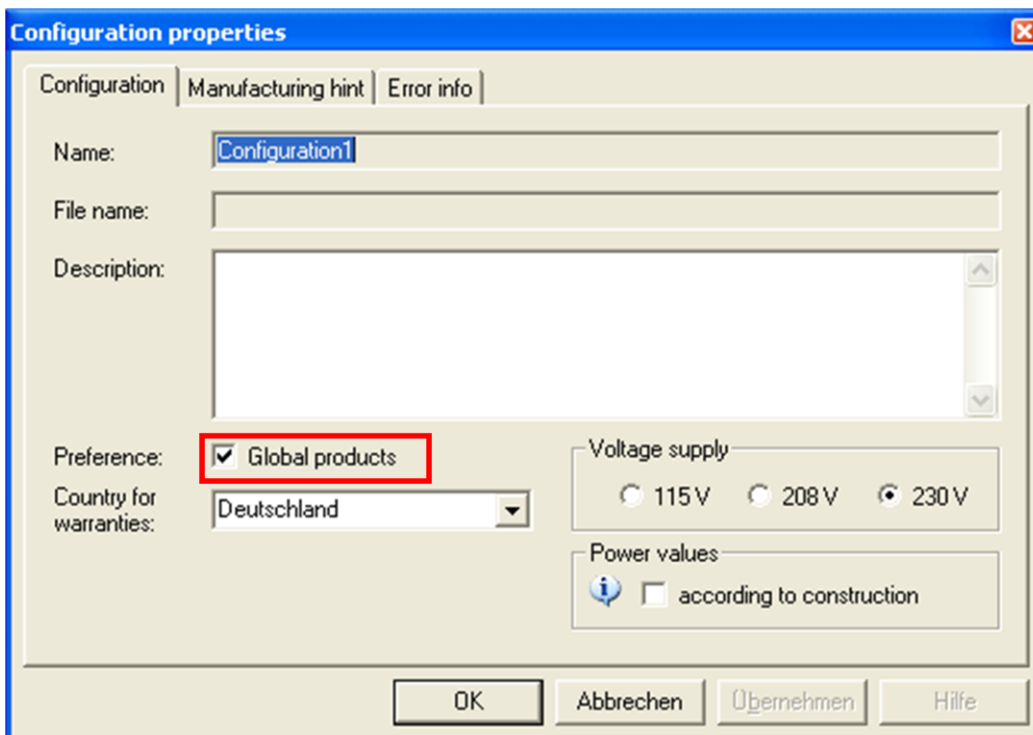 Configuration properties
Configuration
Manufacturing hint
Error info
Name:
Configuration1
File name:
Description:
Preference:
Global products
Country for
warranties:
Deutschland
Voltage supply
115 V
208 V
230 V
Power values
according to construction
OK
Abbrechen
Übernehmen
Hilfe